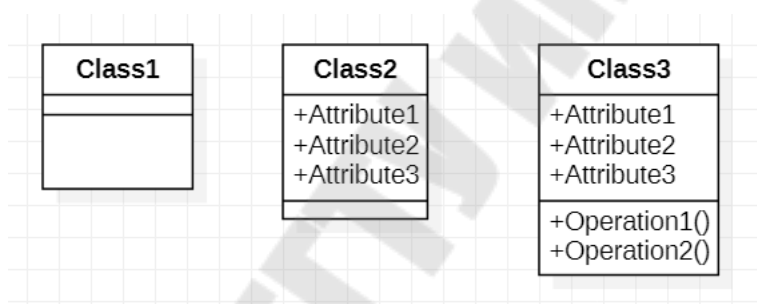 Class1
Class2
+Attribute1
+Attribute2
+Attribute3
Class3
+Attribute1
+Attribute2
+Attribute3
+Operation1()
+Operation2()